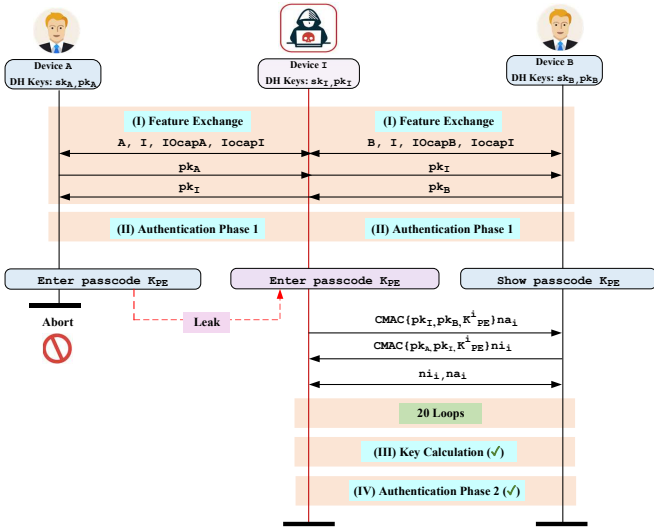 Device A
DH Keys: skA,pkA
Device I
DH Keys: skI,pkI
Device B
DH Keys: skB,pkB
(I) Feature Exchange
(I) Feature Exchange
A, I, IOcapA, IocapI
B, I, IOcapB, IocapI
pkA
pkI
pkI
pkB
(II) Authentication Phase 1
(II) Authentication Phase 1
Enter passcode KPE
Enter passcode KPE
Show passcode KPE
Abort
Leak
CMAC{pkI,pkB,KiPE}nai
CMAC{pkA,pkI,KiPE}nii
nii,nai
20 Loops
(III) Key Calculation (✓)
(IV) Authentication Phase 2 (✓)